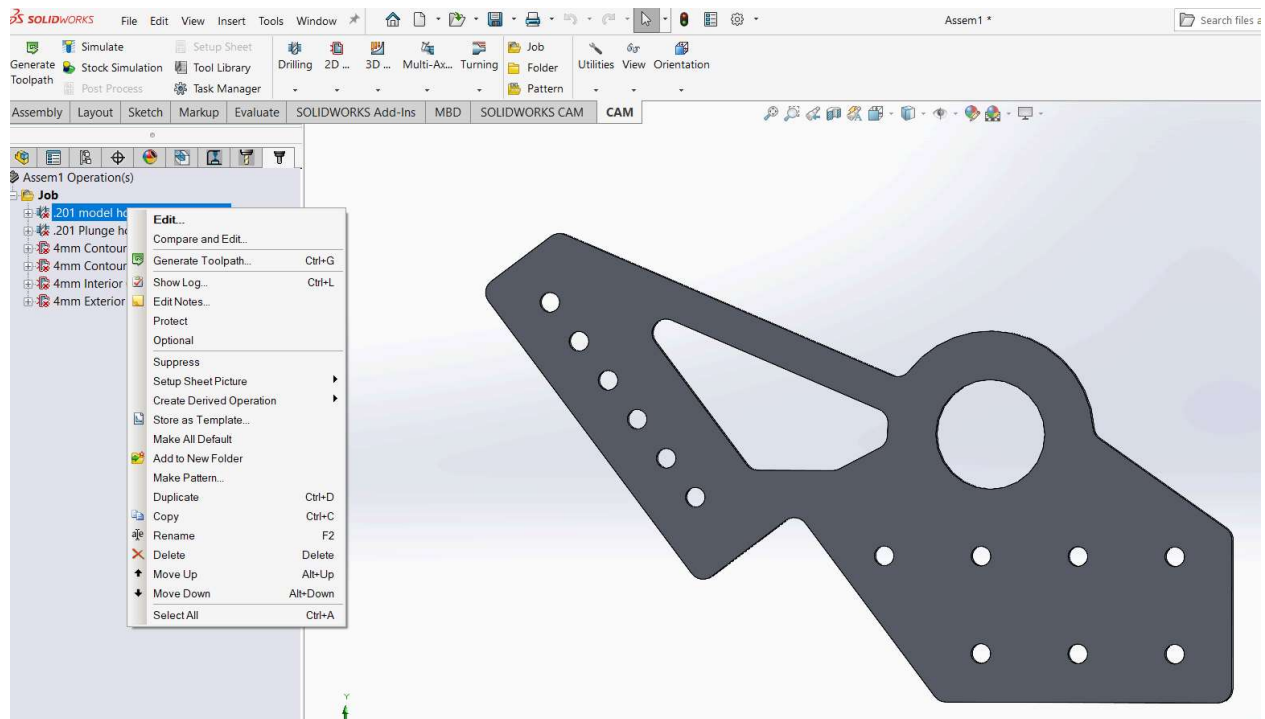 SOLIDWORKS File Edit View Insert Tools Window Assem1 * Search files a
Simulate Setup Sheet Job
Generate Toolpath Stock Simulation Tool Library Drilling 2D ... 3D ... Multi-Ax... Turning Folder Utilities View Orientation
Post Process Task Manager Pattern
Assembly Layout Sketch Markup Evaluate SOLIDWORKS Add-Ins MBD SOLIDWORKS CAM CAM
Assem1 Operation(s)
Job
.201 model ho
.201 Plunge ho
4mm Contour
4mm Contour
4mm Interior
4mm Exterior
Edit...
Compare and Edit...
Generate Toolpath... Ctrl+G
Show Log... Ctrl+L
Edit Notes...
Protect
Optional
Suppress
Setup Sheet Picture
Create Derived Operation
Store as Template...
Make All Default
Add to New Folder
Make Pattern...
Duplicate Ctrl+D
Copy Ctrl+C
Rename F2
Delete Delete
Move Up Alt+Up
Move Down Alt+Down
Select All Ctrl+A
Y